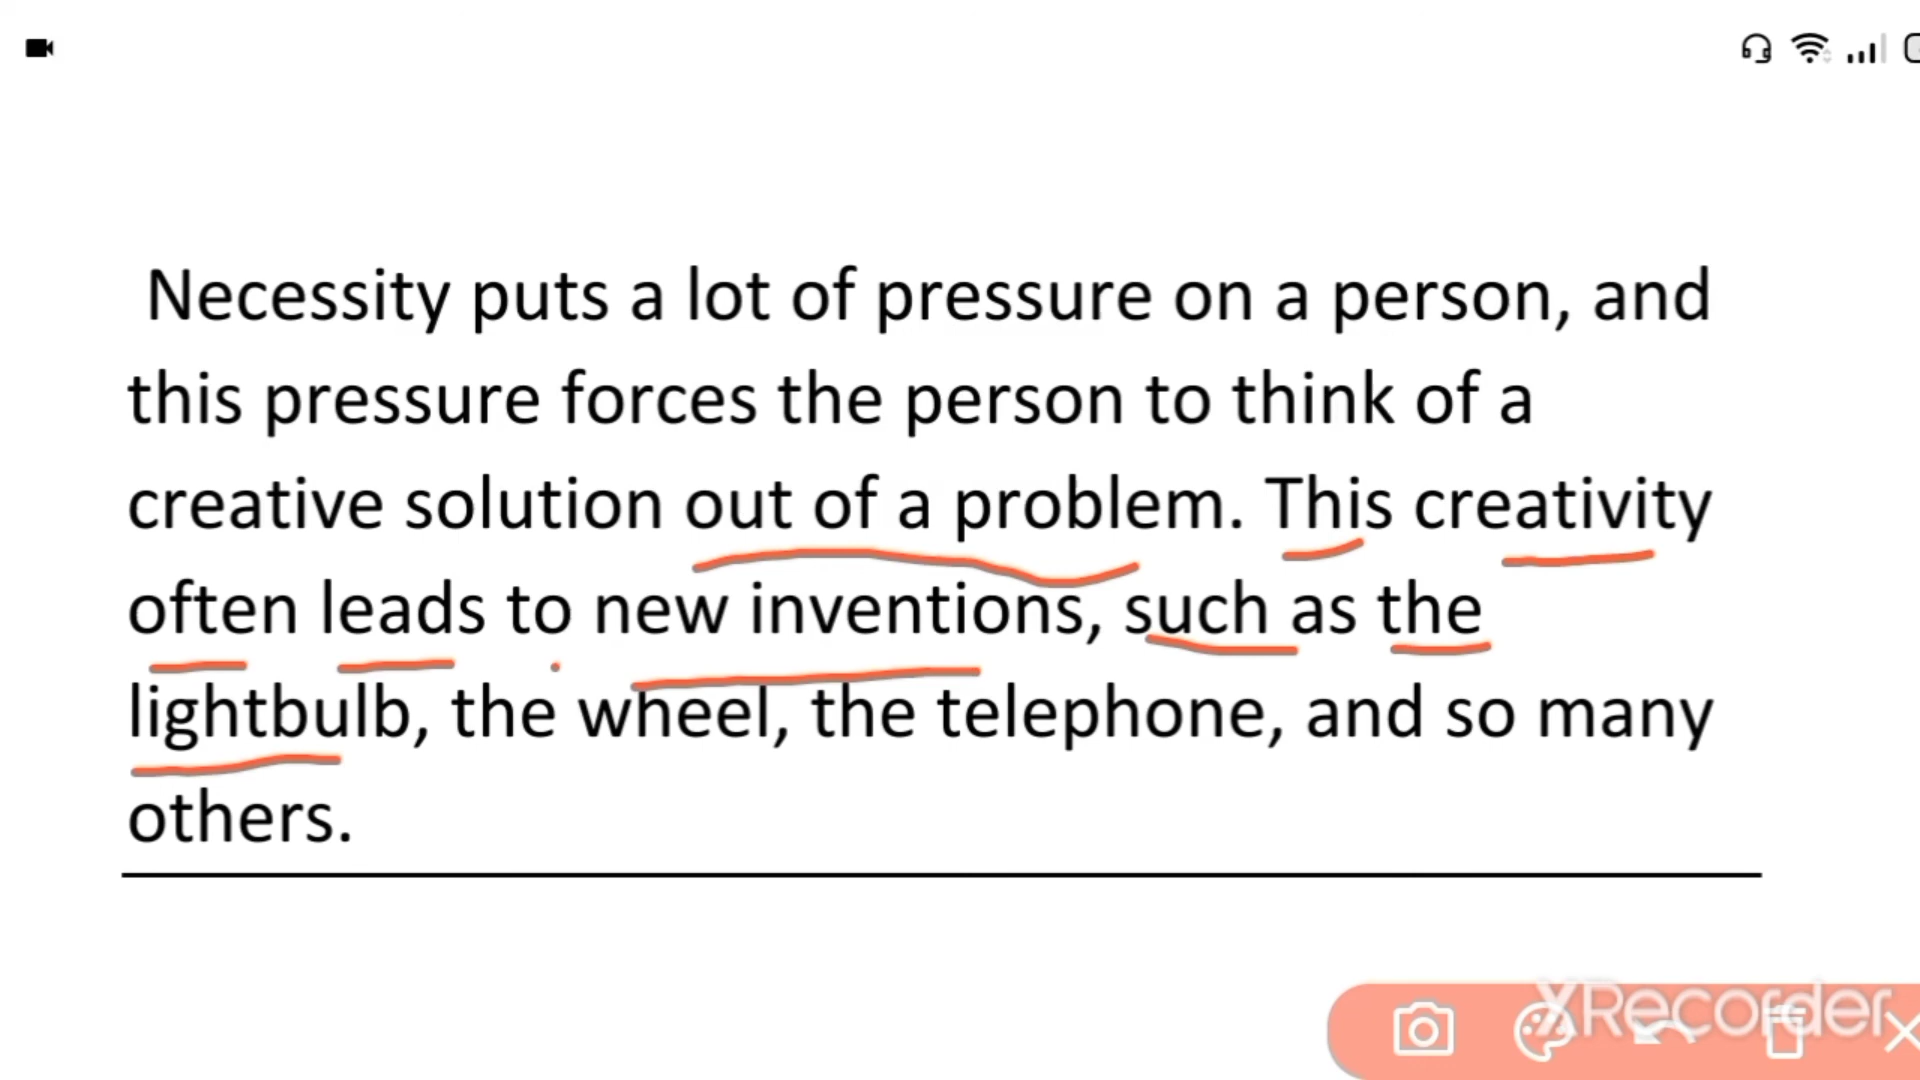 Necessity puts a lot of pressure on a person, and
this pressure forces the person to think of a
creative solution out of a problem. This creativity
often leads to new inventions, such as the
lightbulb, the wheel, the telephone, and so many
others.
XRecorder